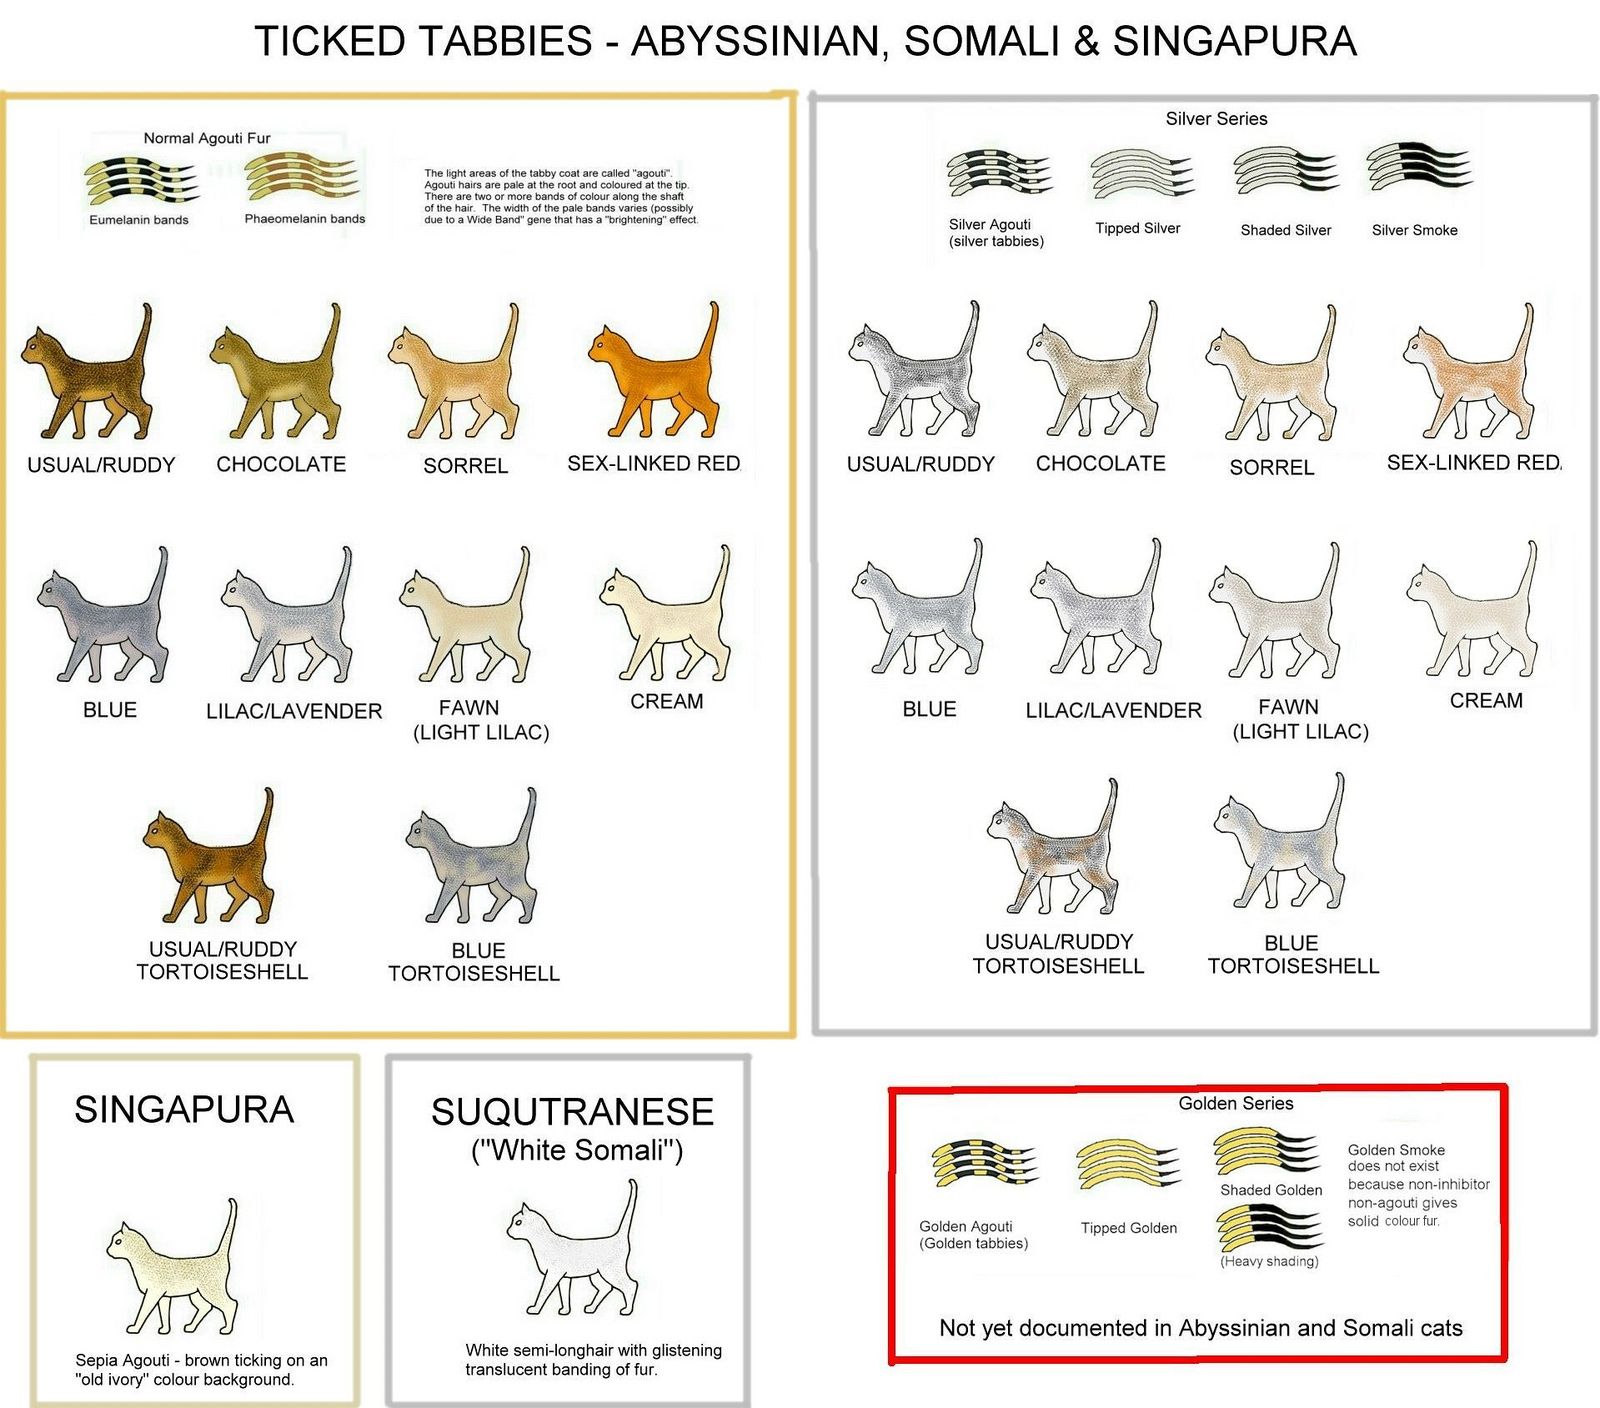 TICKED TABBIES - ABYSSINIAN, SOMALI & SINGAPURA
Normal Agouti Fur
Eumelanin bands
Phaeomelanin bands
The light areas of the tabby coat are called "agouti".
Agouti hairs are pale at the root and coloured at the tip.
There are two or more bands of colour along the shaft
of the hair. The width of the pale bands varies (possibly
due to a Wide Band" gene that has a "brightening" effect.
USUAL/RUDDY
CHOCOLATE
SORREL
SEX-LINKED RED
BLUE
LILAC/LAVENDER
FAWN
(LIGHT LILAC)
CREAM
USUAL/RUDDY
TORTOISESHELL
BLUE
TORTOISESHELL
Silver Series
Silver Agouti
(silver tabbies)
Tipped Silver
Shaded Silver
Silver Smoke
USUAL/RUDDY
CHOCOLATE
SORREL
SEX-LINKED RED
BLUE
LILAC/LAVENDER
FAWN
(LIGHT LILAC)
CREAM
USUAL/RUDDY
TORTOISESHELL
BLUE
TORTOISESHELL
SINGAPURA
Sepia Agouti - brown ticking on an
"old ivory" colour background.
SUQUTRANESE
("White Somali")
White semi-longhair with glistening
translucent banding of fur.
Golden Series
Golden Agouti
(Golden tabbies)
Tipped Golden
Shaded Golden
(Heavy shading)
Golden Smoke
does not exist
because non-inhibitor
non-agouti gives
solid colour fur.
Not yet documented in Abyssinian and Somali cats